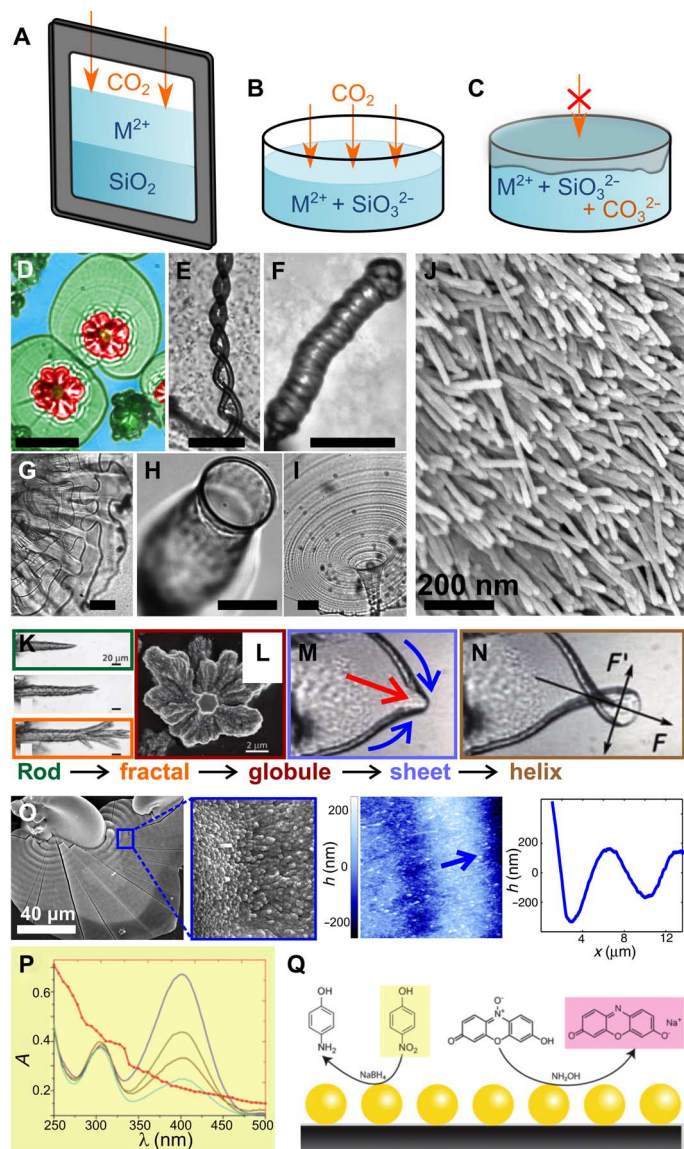 A
CO₂
M²⁺
SiO₂
B
CO₂
M²⁺ + SiO₃²⁻
C
M²⁺ + SiO₃²⁻
+ CO₃²⁻
D
E
F
J
G
H
I
200 nm
K
20 μm
L
2 μm
M
N
F'
F
Rod → fractal → globule → sheet → helix
O
40 μm
200
0
−200
h (nm)
200
0
−200
h (nm)
0 4 8 12
x (μm)
P
0.6
0.4
0.2
A
250 300 350 400 450 500
λ (nm)
Q
OH
NH₂
OH
NO₂
NaBH₄
O⁻
N⁺
O
O
OH
NH₂OH
N
O
O
O⁻
Na⁺